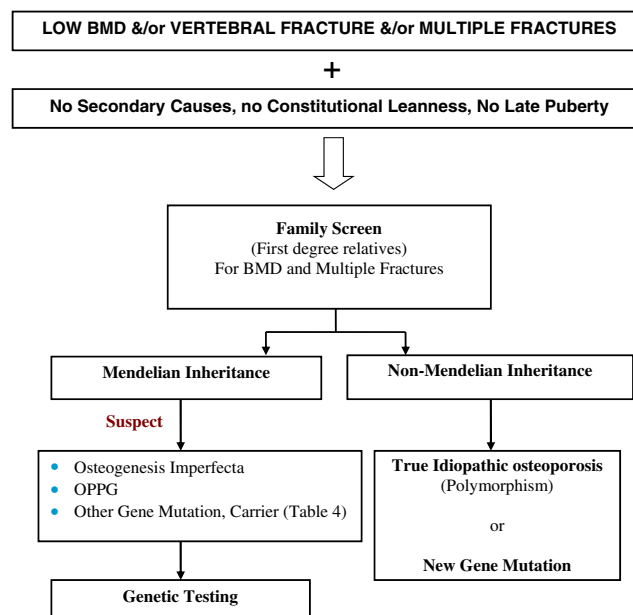 LOW BMD &/or VERTEBRAL FRACTURE &/or MULTIPLE FRACTURES
+
No Secondary Causes, no Constitutional Leanness, No Late Puberty
Family Screen
(First degree relatives)
For BMD and Multiple Fractures
Mendelian Inheritance
Non-Mendelian Inheritance
Suspect
• Osteogenesis Imperfecta
• OPPG
• Other Gene Mutation, Carrier (Table 4)
True Idiopathic osteoporosis
(Polymorphism)
or
New Gene Mutation
Genetic Testing